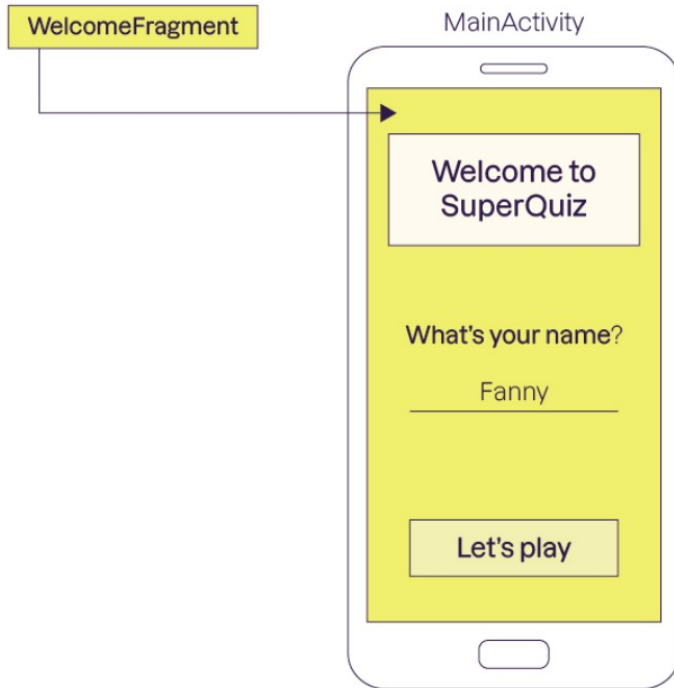 WelcomeFragment
MainActivity
Welcome to
SuperQuiz
What's your name?
Fanny
Let's play